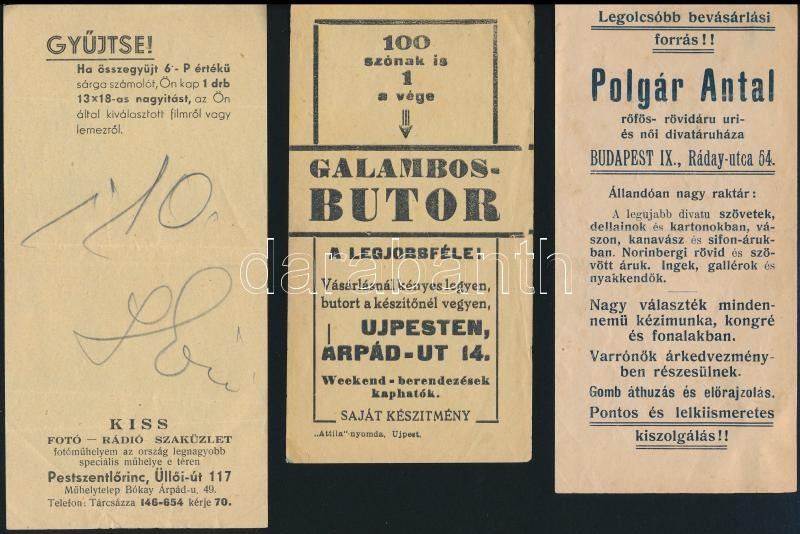 GYŰJTSE!
Ha összegyüjt 6·- P értékű
sárga számolót, Ön kap 1 drb
13×18-as nagyitást, az Ön
által kiválasztott filmről vagy
lemezről.
KISS
FOTÓ — RÁDIÓ SZAKÜZLET
fotóműhelyem az ország legnagyobb
speciális műhelye e téren
Pestszentlőrinc, Üllői-út 117
Műhelytelep Bókay Árpád-u. 49.
Telefon: Tárcsázza 146-654 kérje 70.
100
szónak is
1
a vége
GALAMBOS-
BUTOR
A LEGJOBBFÉLE!
Vásárlásnál kényes legyen,
butort a készitőnél vegyen,
UJPESTEN,
ÁRPÁD-UT 14.
Weekend - berendezések
kaphatók.
SAJÁT KÉSZITMÉNY
„Attila"-nyomda, Ujpest.
Legolcsóbb bevásárlási
forrás!!
Polgár Antal
rőfös- rövidáru uri-
és női divatáruháza
BUDAPEST IX., Ráday-utca 54.
Állandóan nagy raktár:
A legujabb divatu szövetek,
dellainok és kartonokban, vá-
szon, kanavász és sifon-áruk-
ban. Norinbergi rövid és szö-
vött áruk. Ingek, gallérok és
nyakkendők.
Nagy választék minden-
nemü kézimunka, kongré
és fonalakban.
Varrónők árkedvezmény-
ben részesülnek.
Gomb áthuzás és előrajzolás.
Pontos és lelkiismeretes
kiszolgálás!!
darabanth